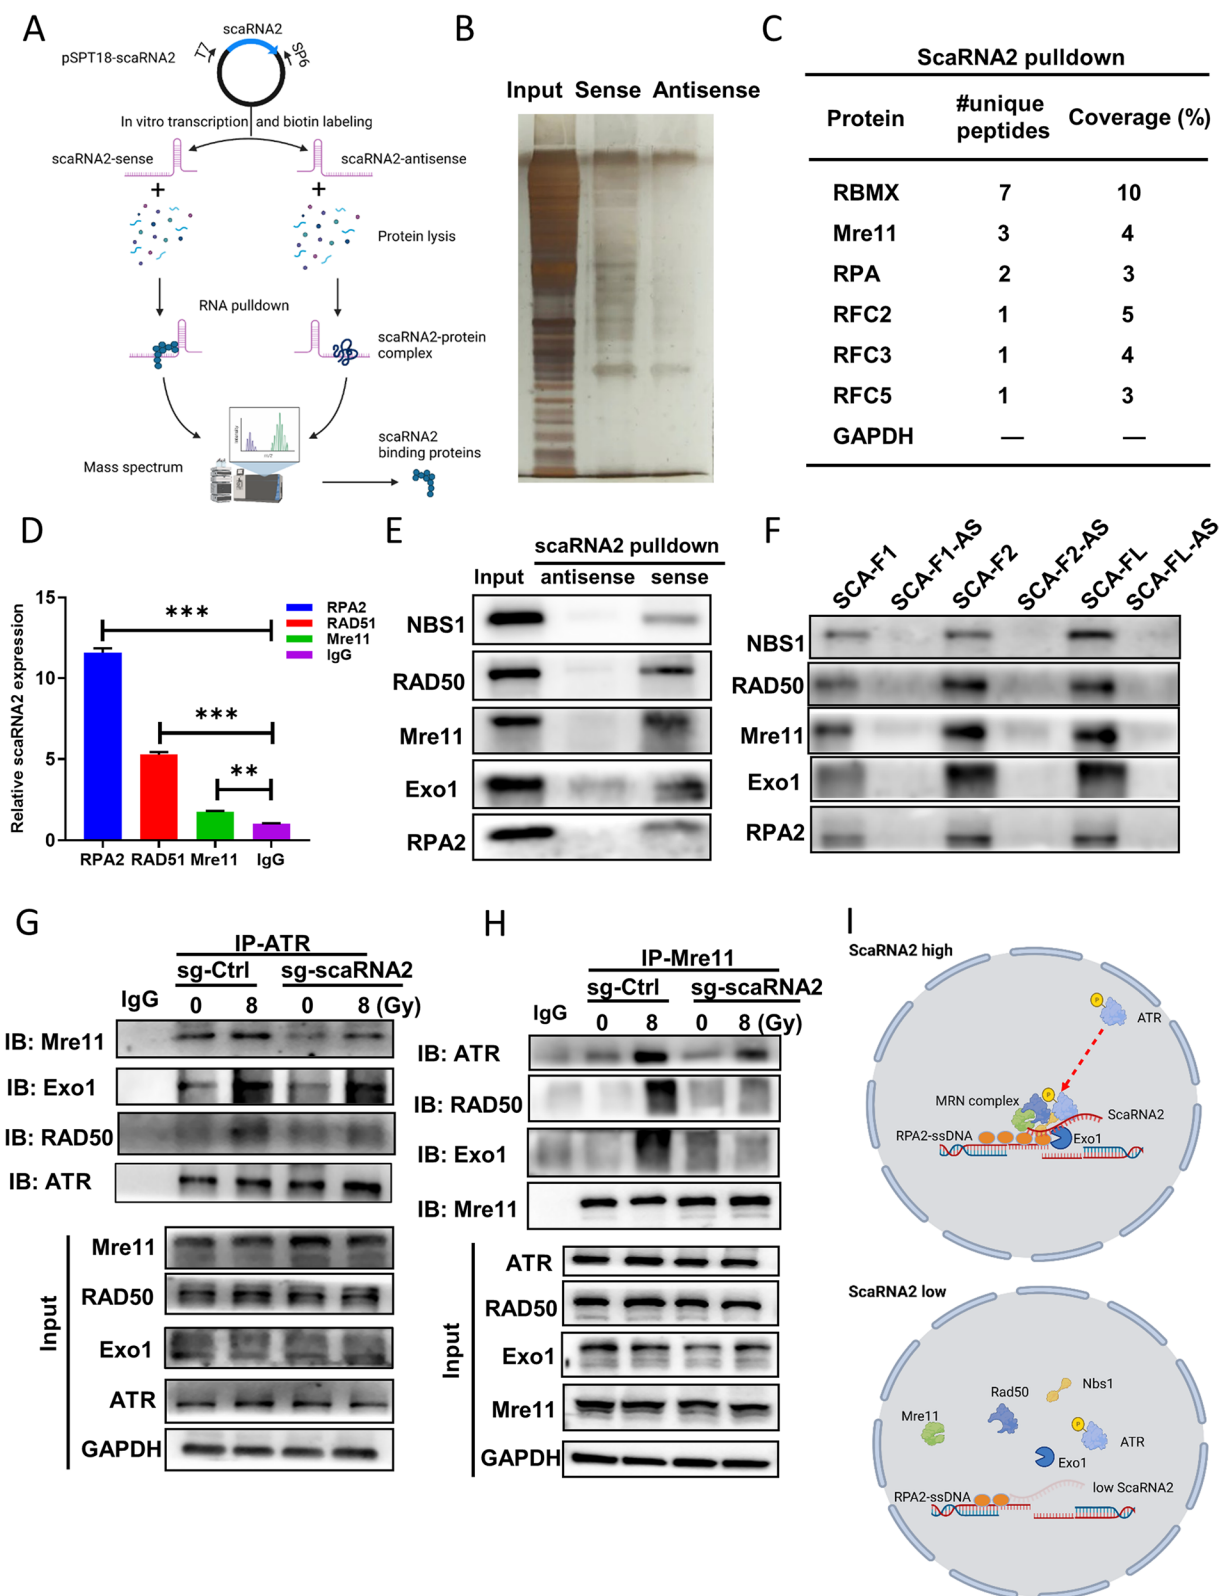 A
scaRNA2
pSPT18-scaRNA2
T7
SP6
In vitro transcription and biotin labeling
scaRNA2-sense
scaRNA2-antisense
+
+
Protein lysis
RNA pulldown
scaRNA2-protein
complex
Mass spectrum
scaRNA2
binding proteins
B
Input Sense Antisense
C
ScaRNA2 pulldown
Protein #unique peptides Coverage (%)
RBMX 7 10
Mre11 3 4
RPA 2 3
RFC2 1 5
RFC3 1 4
RFC5 1 3
GAPDH — —
D
Relative scaRNA2 expression
15
10
5
0
***
***
**
RPA2
RAD51
Mre11
IgG
RPA2 RAD51 Mre11 IgG
E
scaRNA2 pulldown
Input antisense sense
NBS1
RAD50
Mre11
Exo1
RPA2
F
SCA-F1 SCA-F1-AS SCA-F2 SCA-F2-AS SCA-FL SCA-FL-AS
NBS1
RAD50
Mre11
Exo1
RPA2
G
IP-ATR
sg-Ctrl sg-scaRNA2
IgG 0 8 0 8 (Gy)
IB: Mre11
IB: Exo1
IB: RAD50
IB: ATR
Input
Mre11
RAD50
Exo1
ATR
GAPDH
H
IP-Mre11
sg-Ctrl sg-scaRNA2
IgG 0 8 0 8 (Gy)
IB: ATR
IB: RAD50
IB: Exo1
IB: Mre11
Input
ATR
RAD50
Exo1
Mre11
GAPDH
I
ScaRNA2 high
P
ATR
MRN complex
P
ScaRNA2
RPA2-ssDNA
Exo1
ScaRNA2 low
Nbs1
Rad50
Mre11
P
ATR
Exo1
low ScaRNA2
RPA2-ssDNA